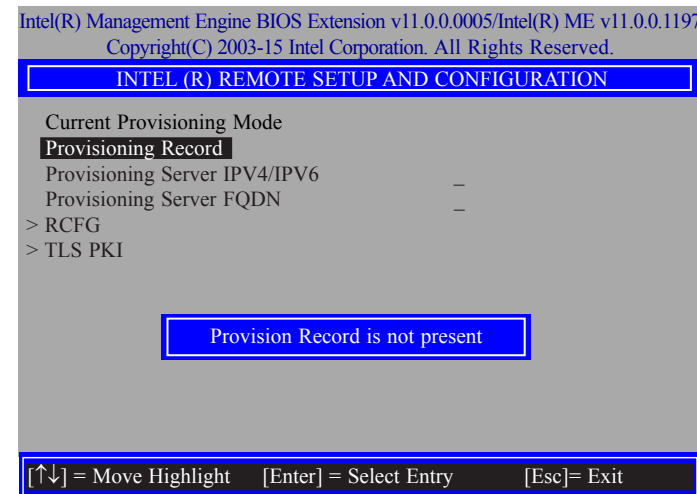 Intel(R) Management Engine BIOS Extension v11.0.0.0005/Intel(R) ME v11.0.0.1197
Copyright(C) 2003-15 Intel Corporation. All Rights Reserved.
INTEL (R) REMOTE SETUP AND CONFIGURATION
Current Provisioning Mode
Provisioning Record
Provisioning Server IPV4/IPV6 _
Provisioning Server FQDN _
> RCFG
> TLS PKI
Provision Record is not present
[↑↓] = Move Highlight [Enter] = Select Entry [Esc]= Exit